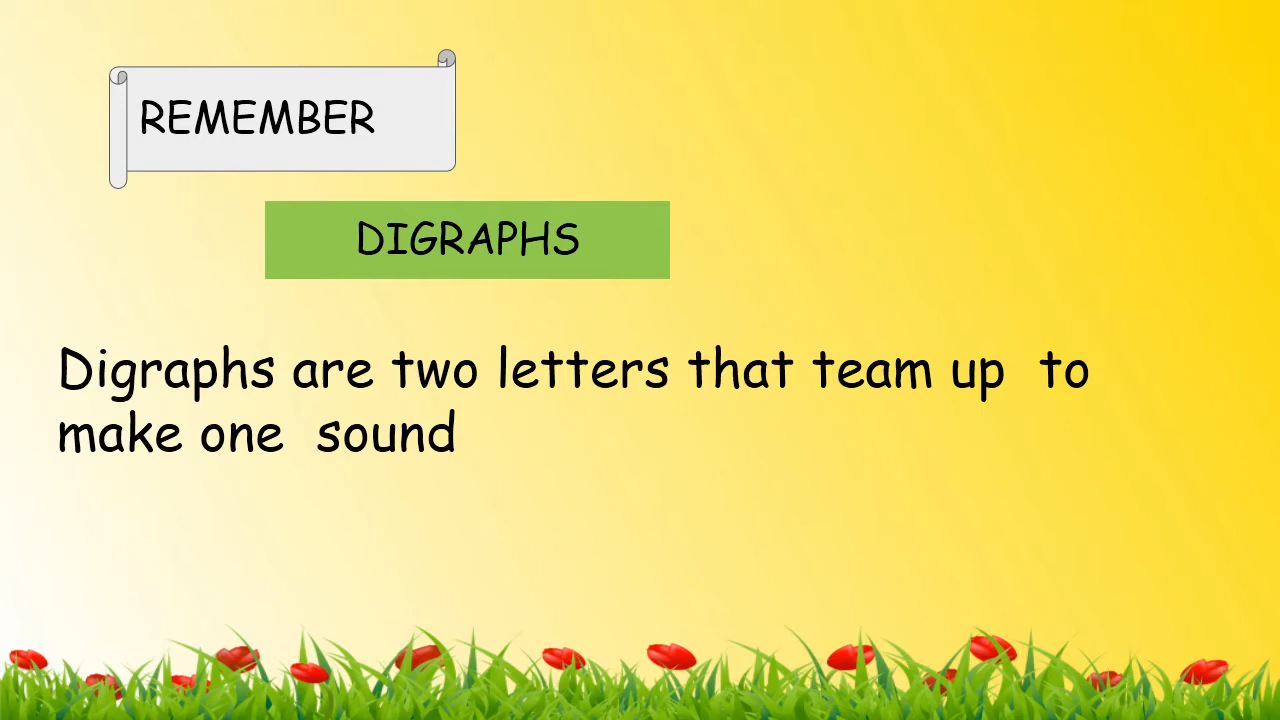 REMEMBER
DIGRAPHS
Digraphs are two letters that team up  to
make one  sound